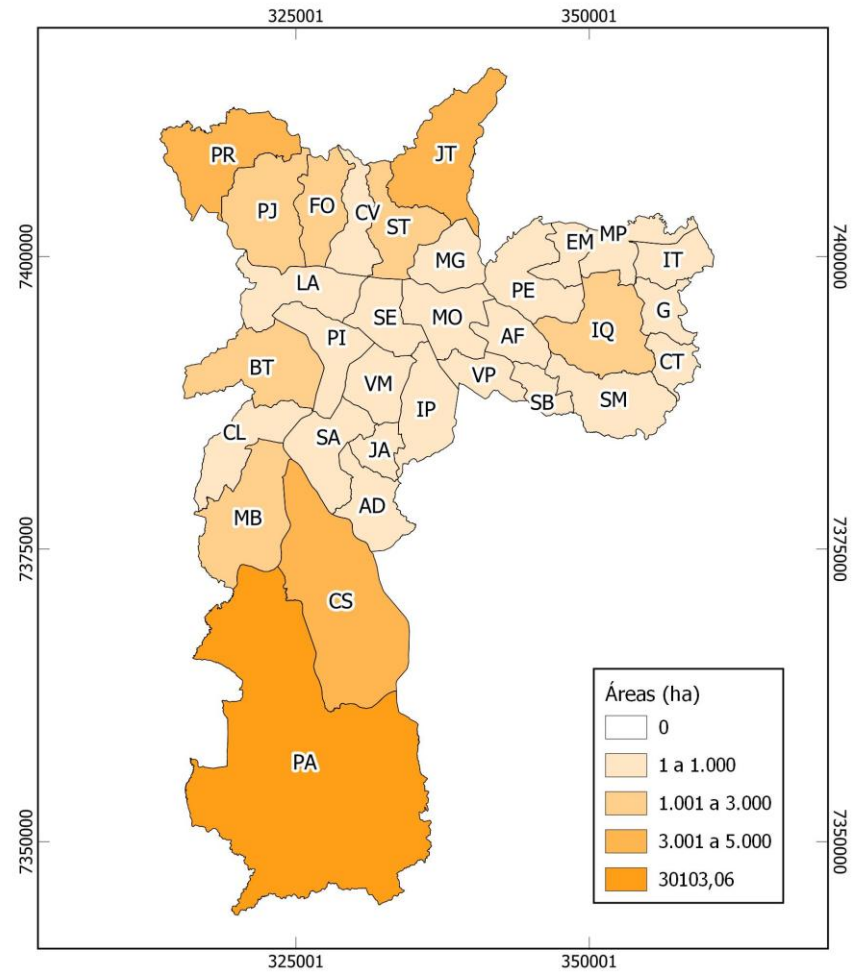 325001 350001
PR
JT
PJ
FO
CV
ST
MG
EM
MP
IT
7400000
7400000
LA
PE
SE
MO
AF
IQ
G
PI
BT
VM
VP
CT
IP
SB
SM
CL
SA
JA
MB
AD
7375000
7375000
CS
PA
Áreas (ha)
0
1 a 1.000
1.001 a 3.000
3.001 a 5.000
30103,06
7350000
7350000
325001 350001